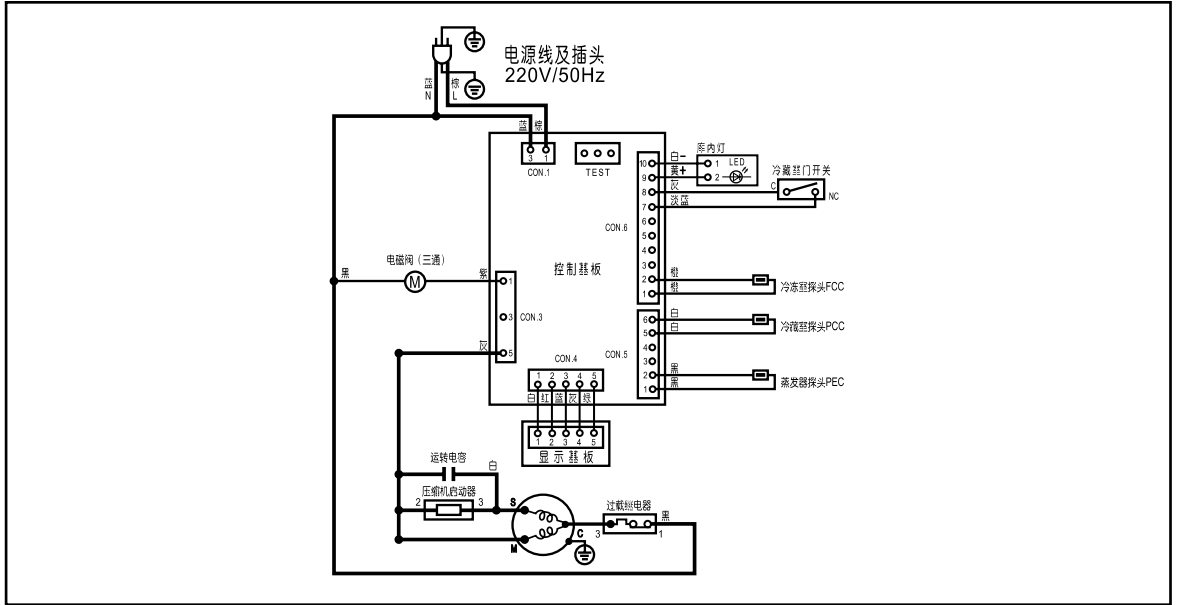 电源线及插头
220V/50Hz
蓝 棕
N L
蓝 棕
3 1
CON.1
TEST
10 白-
9 黄+
8 灰
7 淡蓝
6
5
4
3
2 橙
1 橙
CON.6
库内灯
1 LED
2
冷藏室门开关
C
NC
冷冻室探头FCC
控制基板
电磁阀（三通）
黑
M
紫
1
3 CON.3
5
灰
6 白
5 白
4
3
2 黑
1 黑
CON.5
冷藏室探头PCC
蒸发器探头PEC
CON.4
1 2 3 4 5
白 红 蓝 灰 绿
1 2 3 4 5
显示基板
运转电容
白
压缩机启动器
2 3
S
M
C
过载继电器
3 1
黑